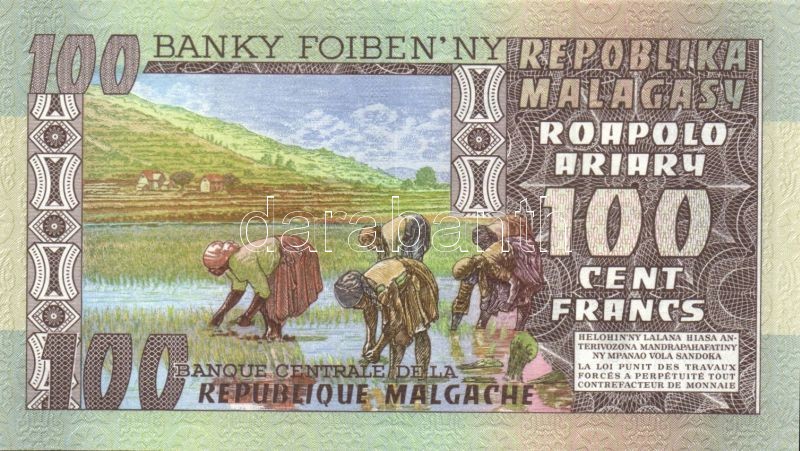 100
BANKY FOIBEN'NY
REPOBLIKA
MALAGASY
ROAPOLO
ARIARY
100
CENT
FRANCS
HELOHIN'NY LALANA HIASA AN-
TERIVOZONA MANDRAPAHAFATINY
NY MPANAO VOLA SANDOKA
LA LOI PUNIT DES TRAVAUX
FORCÉS A PERPÉTUITÉ TOUT
CONTREFACTEUR DE MONNAIE
100
BANQUE CENTRALE DE LA
REPUBLIQUE MALGACHE
darabanth